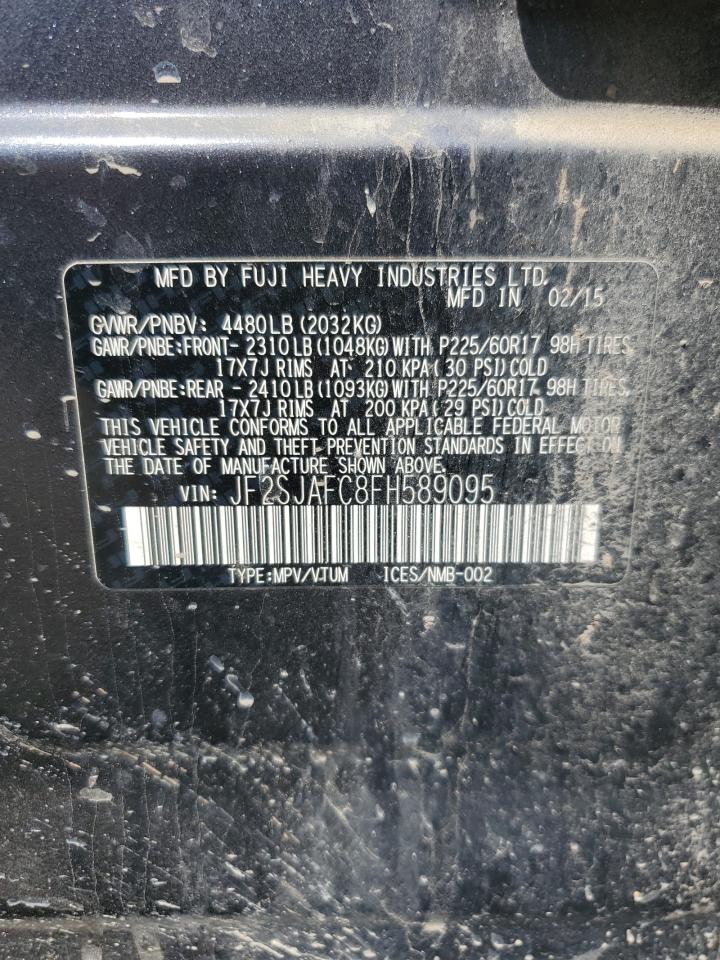 MFD BY FUJI HEAVY INDUSTRIES LTD.
MFD IN 02/15
GVWR/PNBV: 4480LB (2032KG)
GAWR/PNBE:FRONT- 2310LB (1048KG) WITH P225/60R17 98H TIRES,
17X7J RIMS AT 210 KPA (30 PSI) COLD
GAWR/PNBE:REAR - 2410LB (1093KG) WITH P225/60R17 98H TIRES,
17X7J RIMS AT 200 KPA (29 PSI) COLD
THIS VEHICLE CONFORMS TO ALL APPLICABLE FEDERAL MOTOR
VEHICLE SAFETY AND THEFT PREVENTION STANDARDS IN EFFECT ON
THE DATE OF MANUFACTURE SHOWN ABOVE.
VIN: JF2SJAFC8FH589095
TYPE:MPV/VTUM ICES/NMB-002